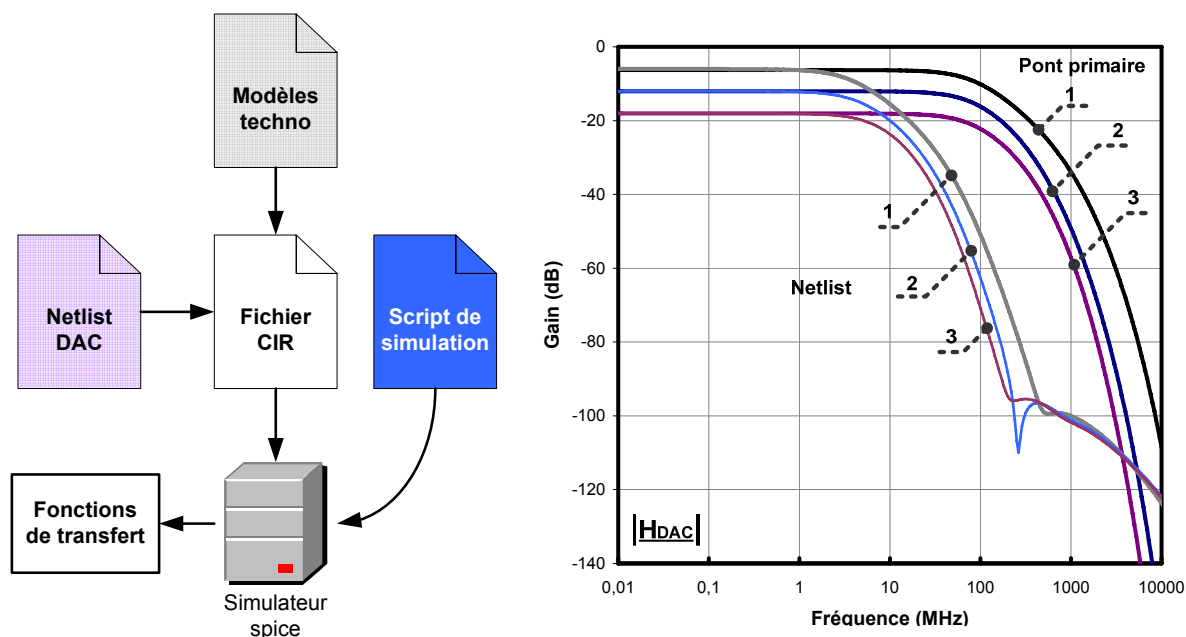 Modèles
techno
Netlist
DAC
Fichier
CIR
Script de
simulation
Fonctions
de transfert
Simulateur
spice
0
-20
-40
-60
-80
-100
-120
-140
Gain (dB)
Pont primaire
1
2
3
1
2
3
Netlist
|HDAC|
0,01
0,1
1
10
100
1000
10000
Fréquence (MHz)